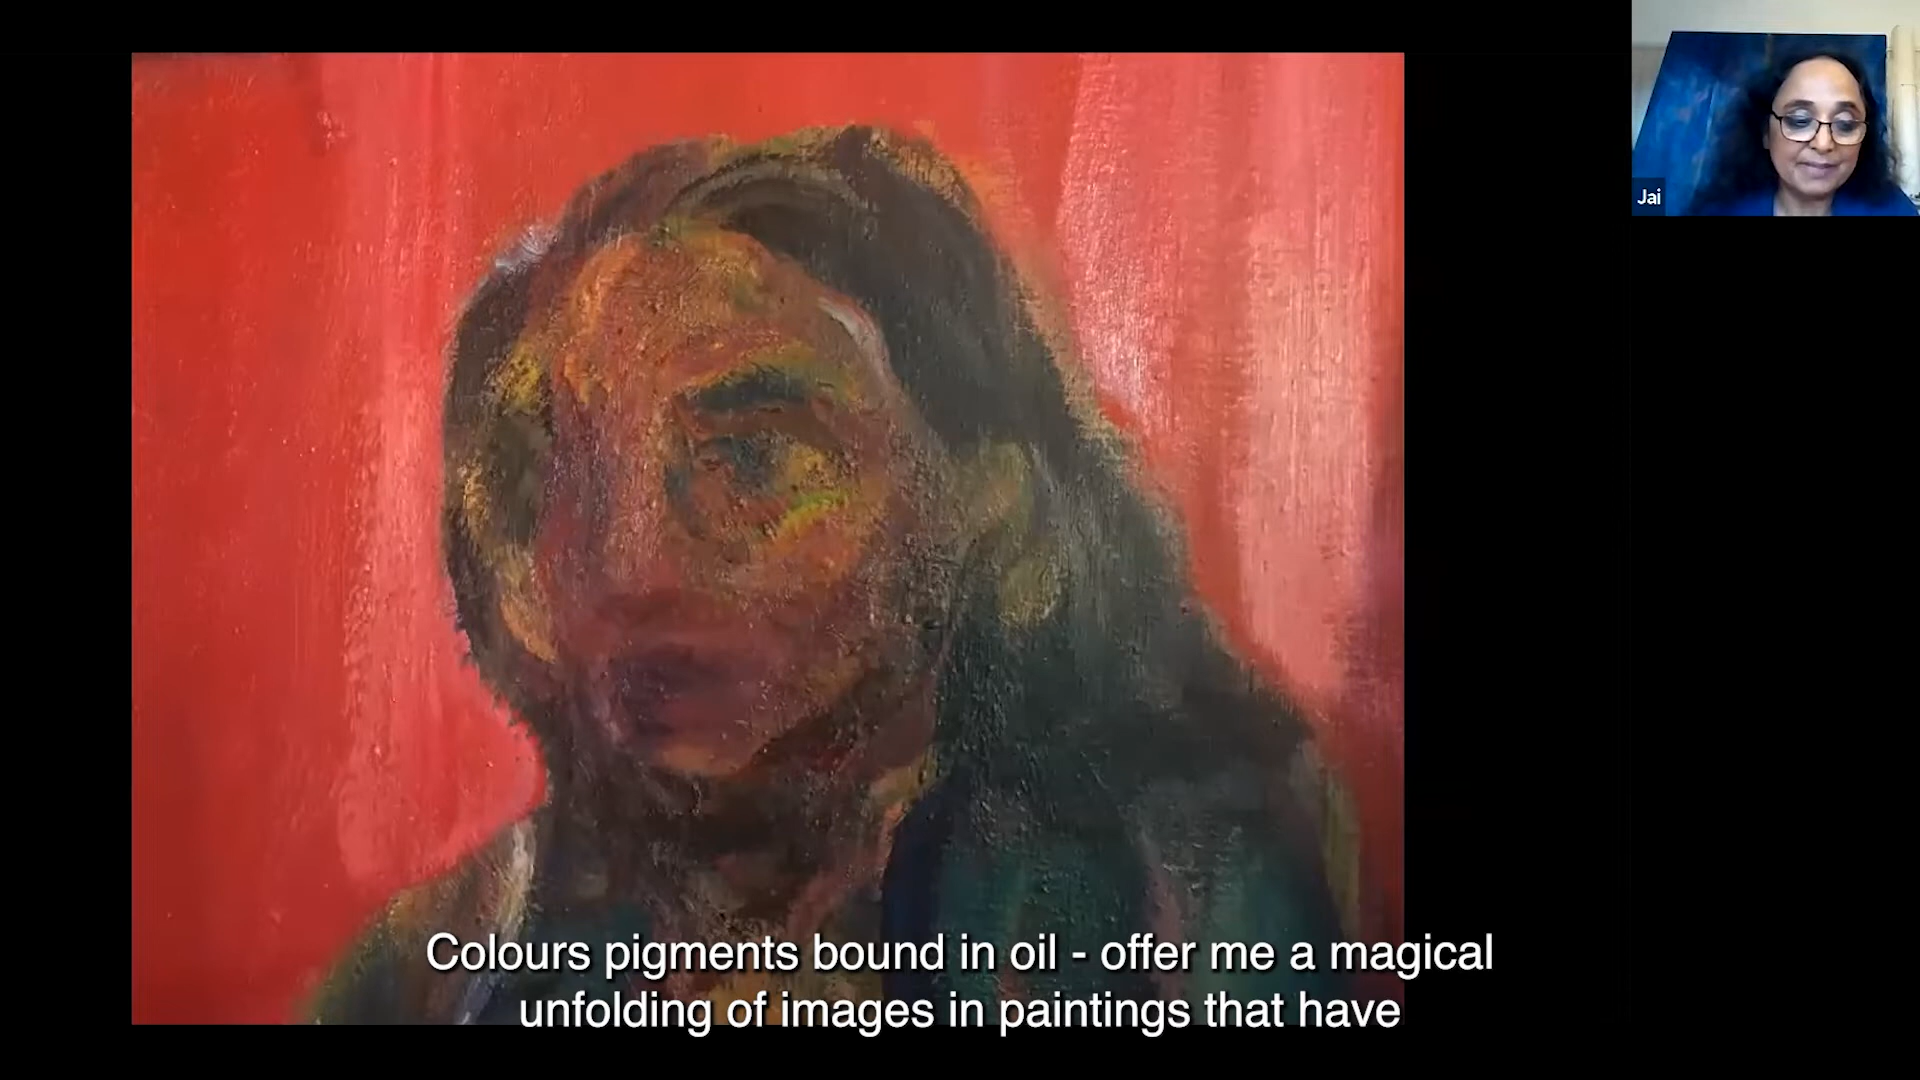 Jai
Colours pigments bound in oil - offer me a magical
unfolding of images in paintings that have